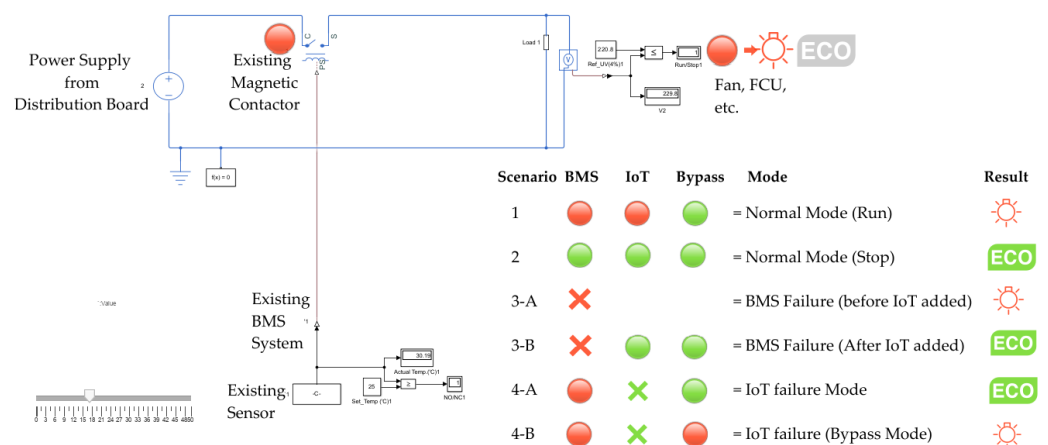 Power Supply
from
Distribution Board
2
+
−
Existing
Magnetic
Contactor
C
S
PS
f(x) = 0
Load 1
V
220.8
Ref_UV(4%)1
≤
1
Run/Stop1
229.8
V2
ECO
Fan, FCU,
etc.
Scenario BMS IoT Bypass Mode Result
1 = Normal Mode (Run)
2 = Normal Mode (Stop) ECO
3-A = BMS Failure (before IoT added)
3-B = BMS Failure (After IoT added) ECO
4-A = IoT failure Mode ECO
4-B = IoT failure (Bypass Mode)
:Value
Existing
BMS
System
Existing
Sensor
-C-
30.19
Actual Temp.(°C)1
25
Set_Temp (°C)1
≥
1
NO/NC1
0 3 6 9 12 15 18 21 24 27 30 33 36 39 42 45 4850